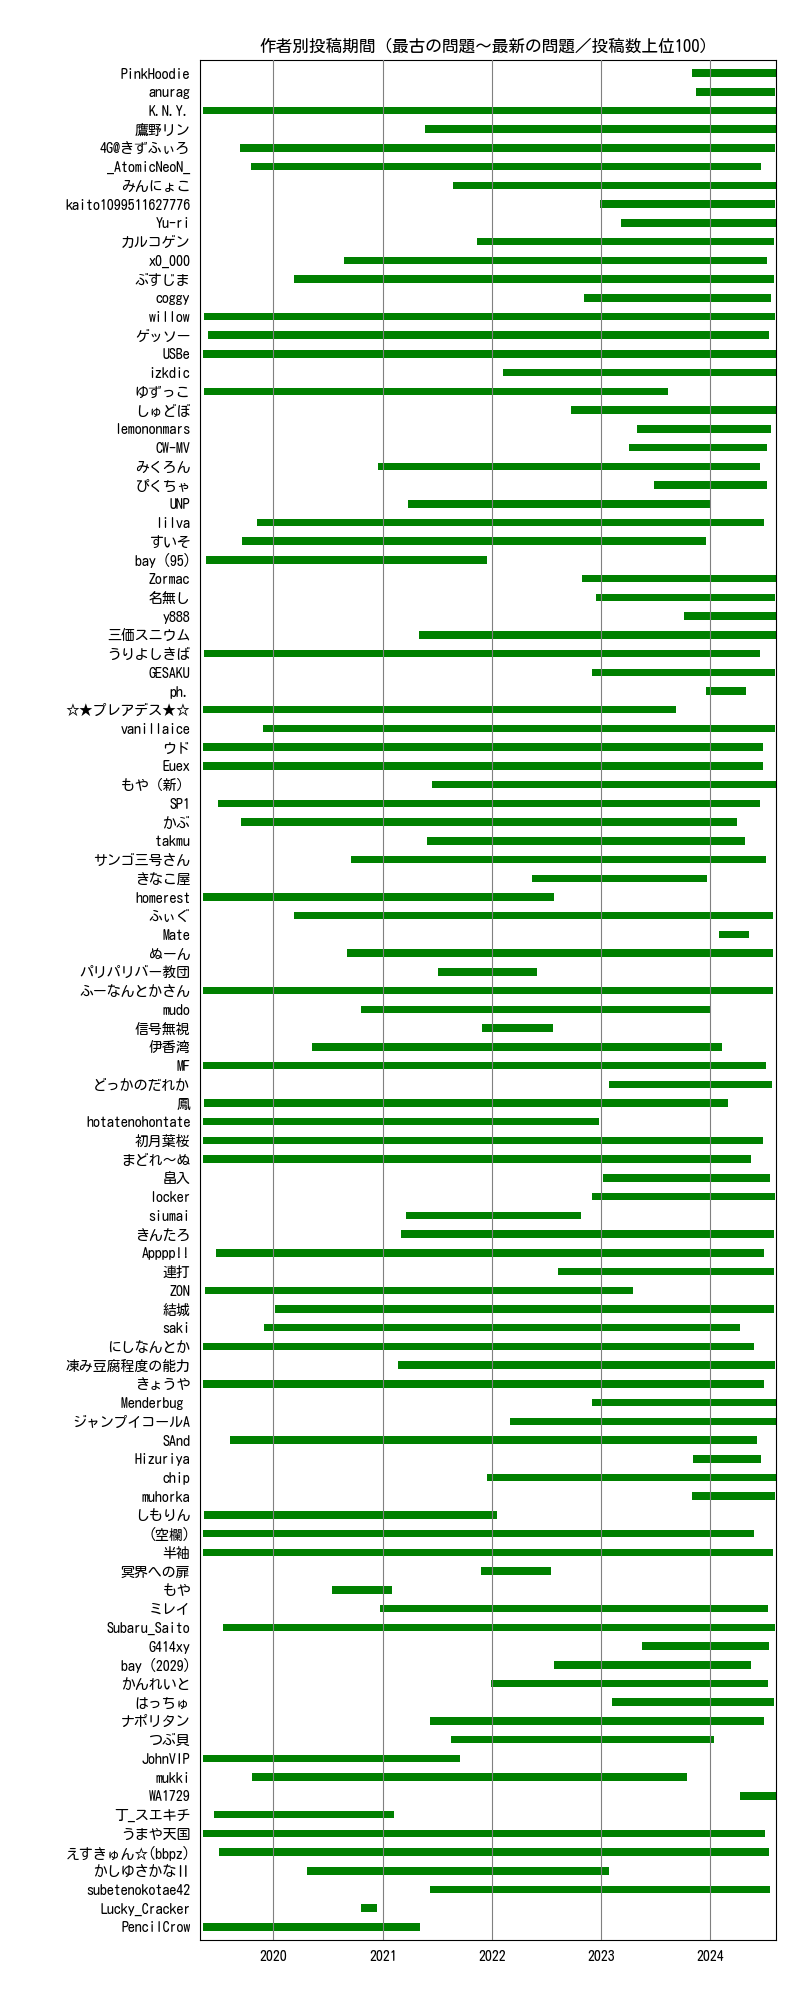 作者別投稿期間（最古の問題～最新の問題／投稿数上位100）
PinkHoodie
anurag
K.N.Y.
鷹野リン
4G@きずふぃろ
_AtomicNeoN_
みんにょこ
kaito1099511627776
Yu-ri
カルコゲン
x0_000
ぶすじま
coggy
willow
ゲッソー
USBe
izkdic
ゆずっこ
しゅどぼ
lemononmars
CW-MV
みくろん
ぴくちゃ
UNP
lilva
すいそ
bay (95)
Zormac
名無し
y888
三価スニウム
うりよしきば
GESAKU
ph.
☆★プレアデス★☆
vanillaice
ウド
Euex
もや（新）
SP1
かぶ
takmu
サンゴ三号さん
きなこ屋
homerest
ふぃぐ
Mate
ぬーん
パリパリバー教団
ふーなんとかさん
mudo
信号無視
伊香湾
MF
どっかのだれか
鳳
hotatenohontate
初月葉桜
まどれ～ぬ
畠入
locker
siumai
きんたろ
Appppll
連打
ZON
結城
saki
にしなんとか
凍み豆腐程度の能力
きょうや
Menderbug
ジャンプイコールA
SAnd
Hizuriya
chip
muhorka
しもりん
(空欄)
半袖
冥界への扉
もや
ミレイ
Subaru_Saito
G414xy
bay (2029)
かんれいと
はっちゅ
ナポリタン
つぶ貝
JohnVIP
mukki
WA1729
丁_スエキチ
うまや天国
えすきゅん☆(bbpz)
かしゆさかなII
subetenokotae42
Lucky_Cracker
PencilCrow
2020 2021 2022 2023 2024